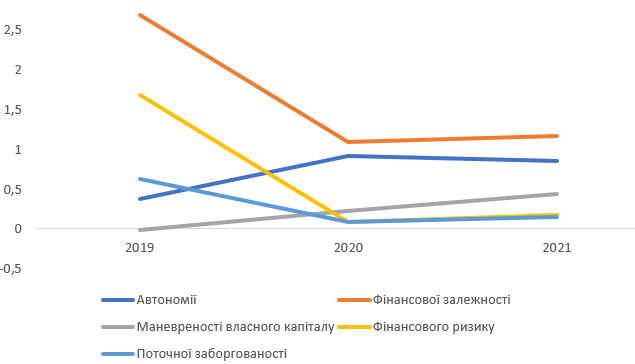 2,5
2
1,5
1
0,5
0
2019 2020 2021
-0,5
Автономії Фінансової залежності
Маневреності власного капіталу Фінансового ризику
Поточної заборгованості